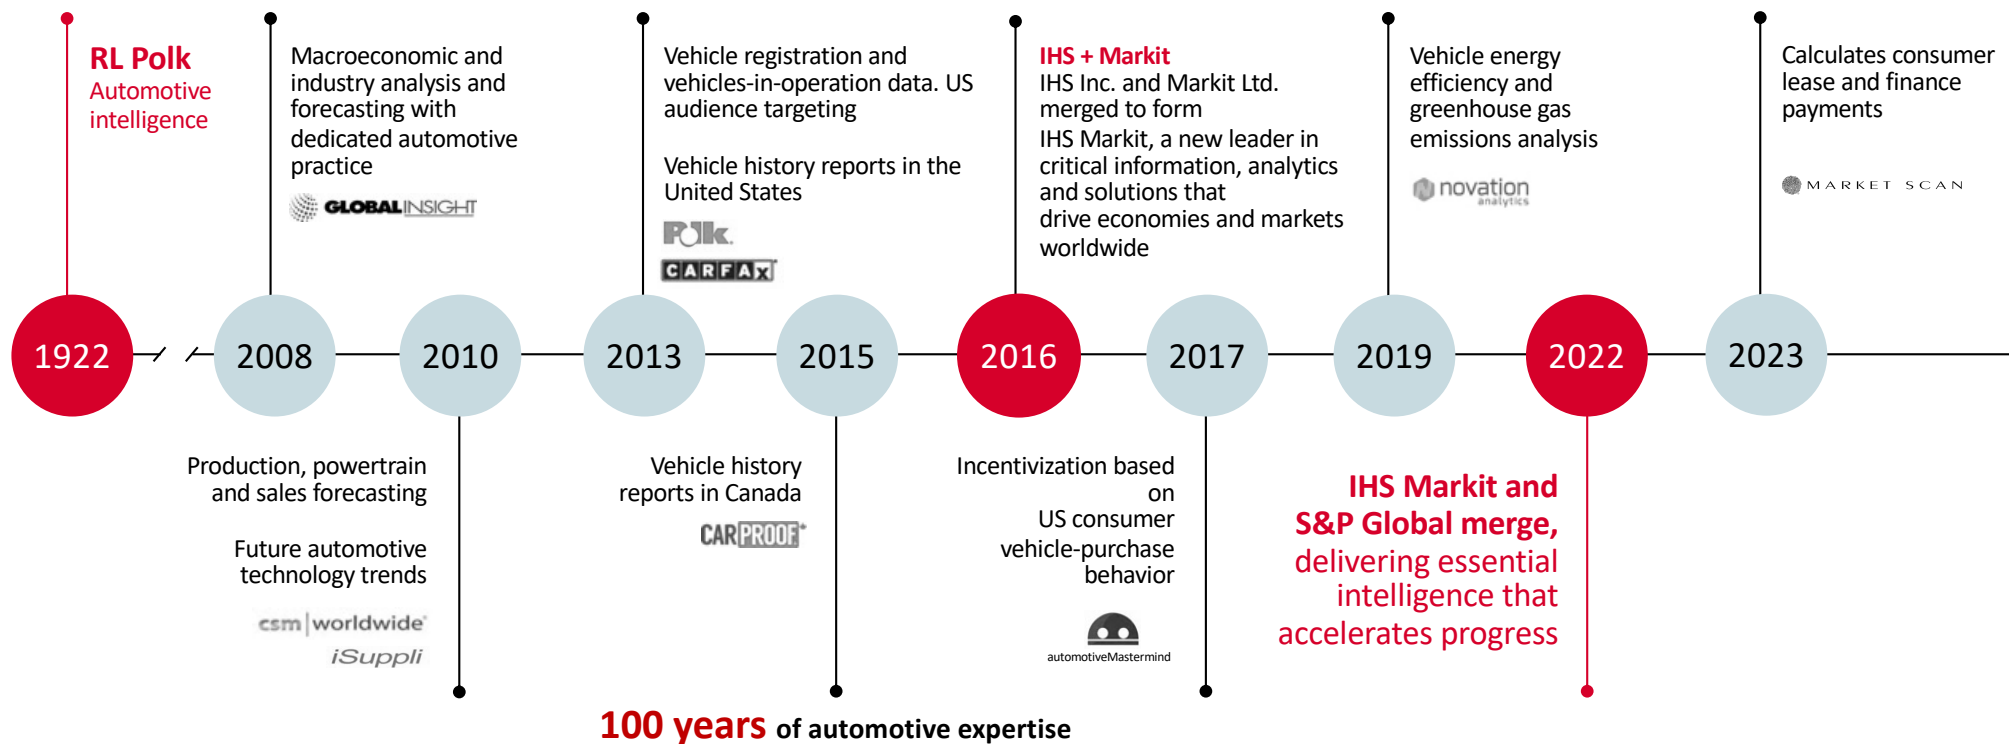 RL Polk
Automotive
intelligence
Macroeconomic and
industry analysis and
forecasting with
dedicated automotive
practice
GLOBAL INSIGHT
Vehicle registration and
vehicles-in-operation data. US
audience targeting
Vehicle history reports in the
United States
Polk
CARFAX
IHS + Markit
IHS Inc. and Markit Ltd.
merged to form
IHS Markit, a new leader in
critical information, analytics
and solutions that
drive economies and markets
worldwide
Vehicle energy
efficiency and
greenhouse gas
emissions analysis
novation
analytics
Calculates consumer
lease and finance
payments
MARKET SCAN
1922
2008
2010
2013
2015
2016
2017
2019
2022
2023
Production, powertrain
and sales forecasting
Future automotive
technology trends
csm|worldwide
iSuppli
Vehicle history
reports in Canada
CARPROOF
Incentivization based
on
US consumer
vehicle-purchase
behavior
automotiveMastermind
IHS Markit and
S&P Global merge,
delivering essential
intelligence that
accelerates progress
100 years of automotive expertise